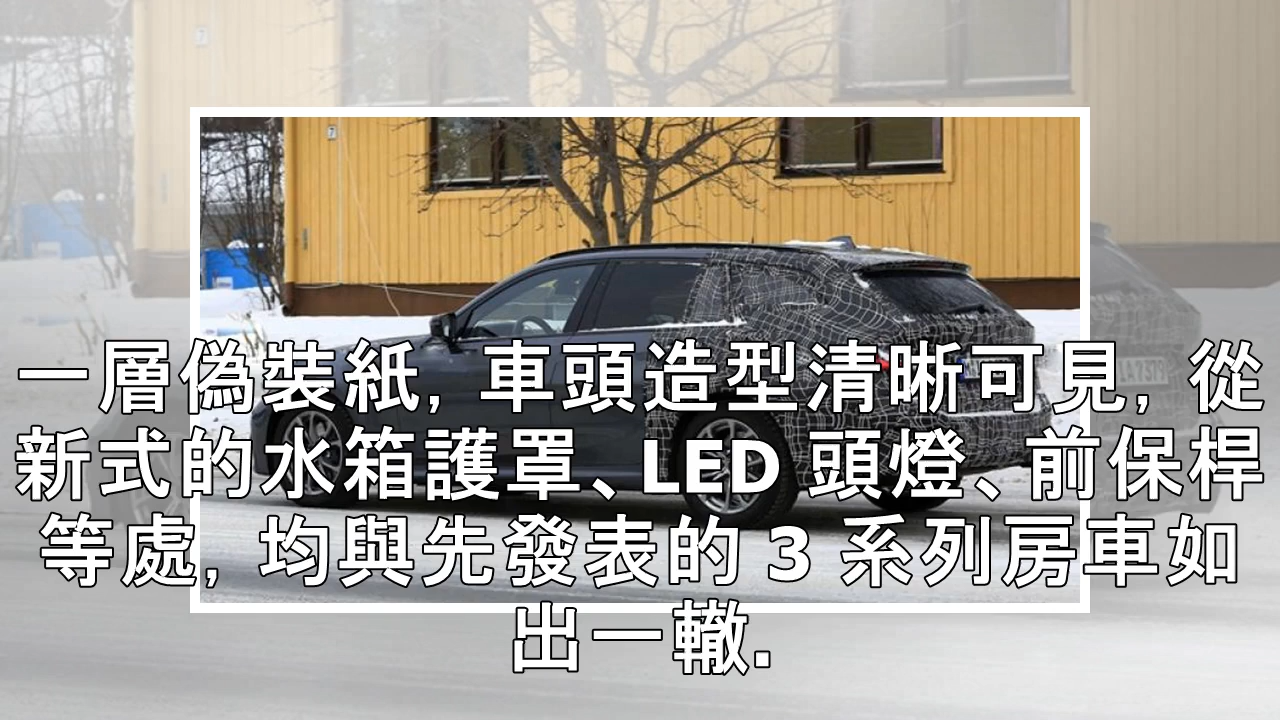 一層偽裝紙, 車頭造型清晰可見, 從
新式的水箱護罩、LED 頭燈、前保桿
等處, 均與先發表的 3 系列房車如
出一轍.